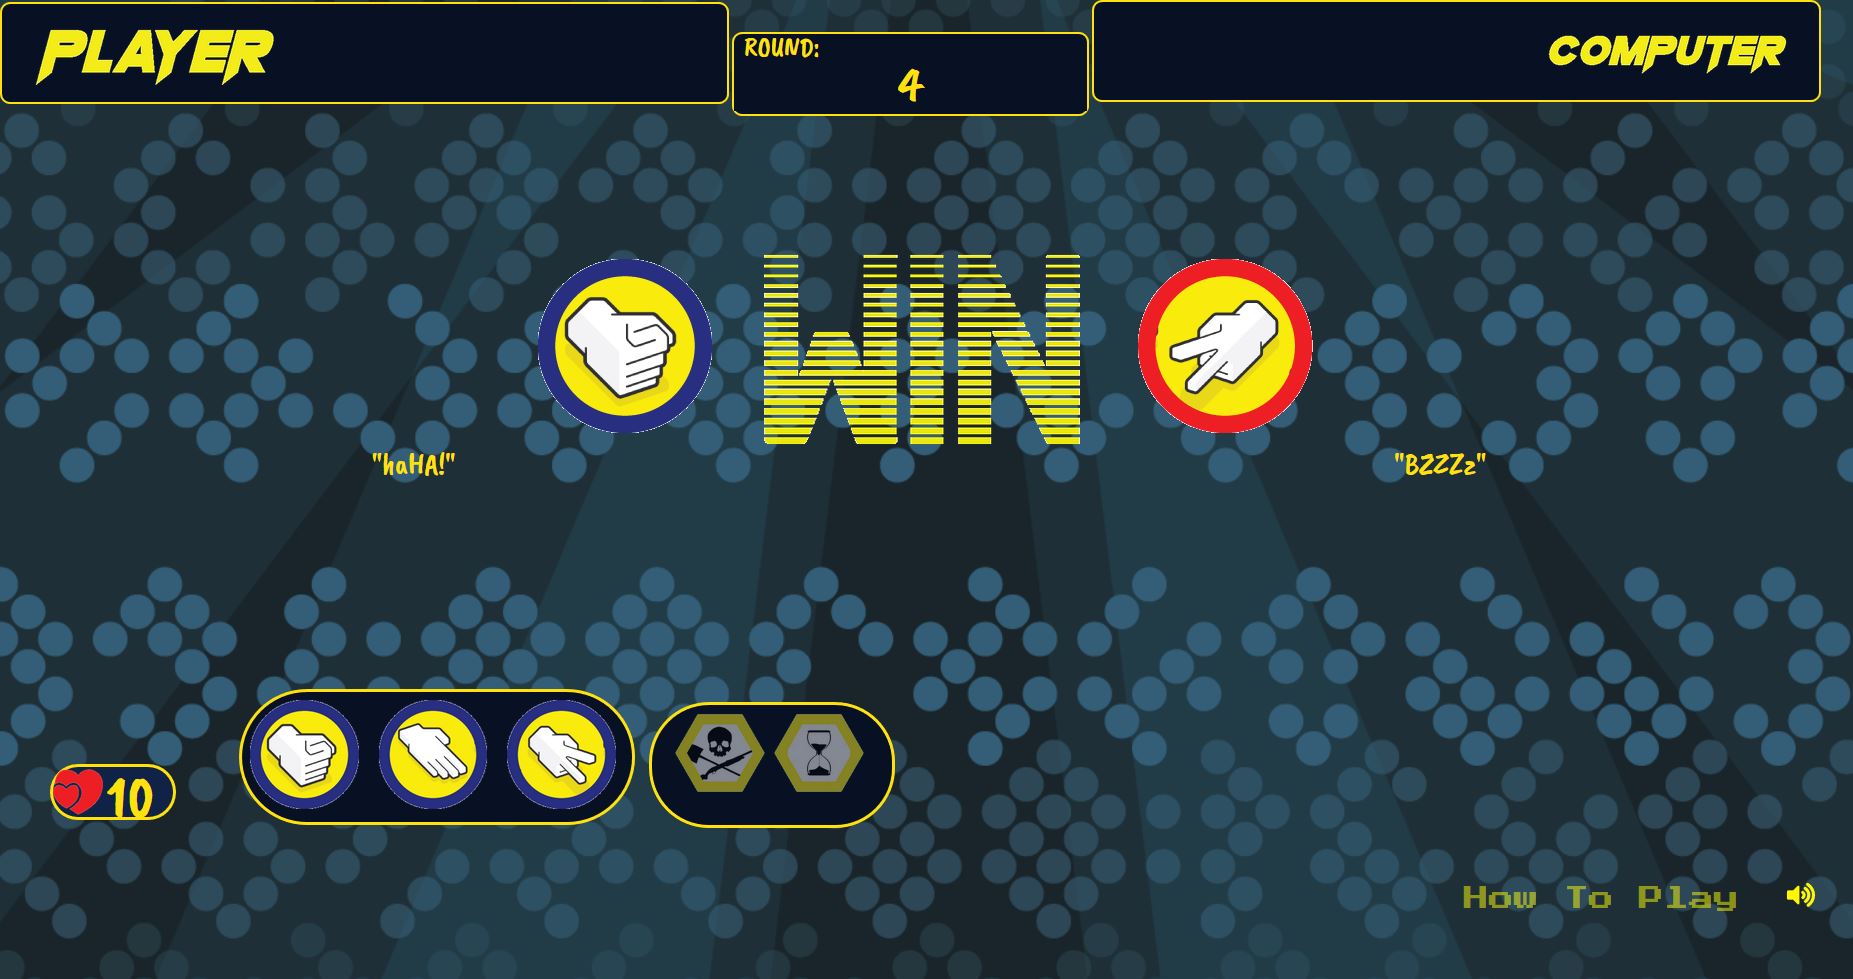 PLAYER
ROUND:
4
COMPUTER
WIN
"haHA!"
"BZZZz"
10
How To Play